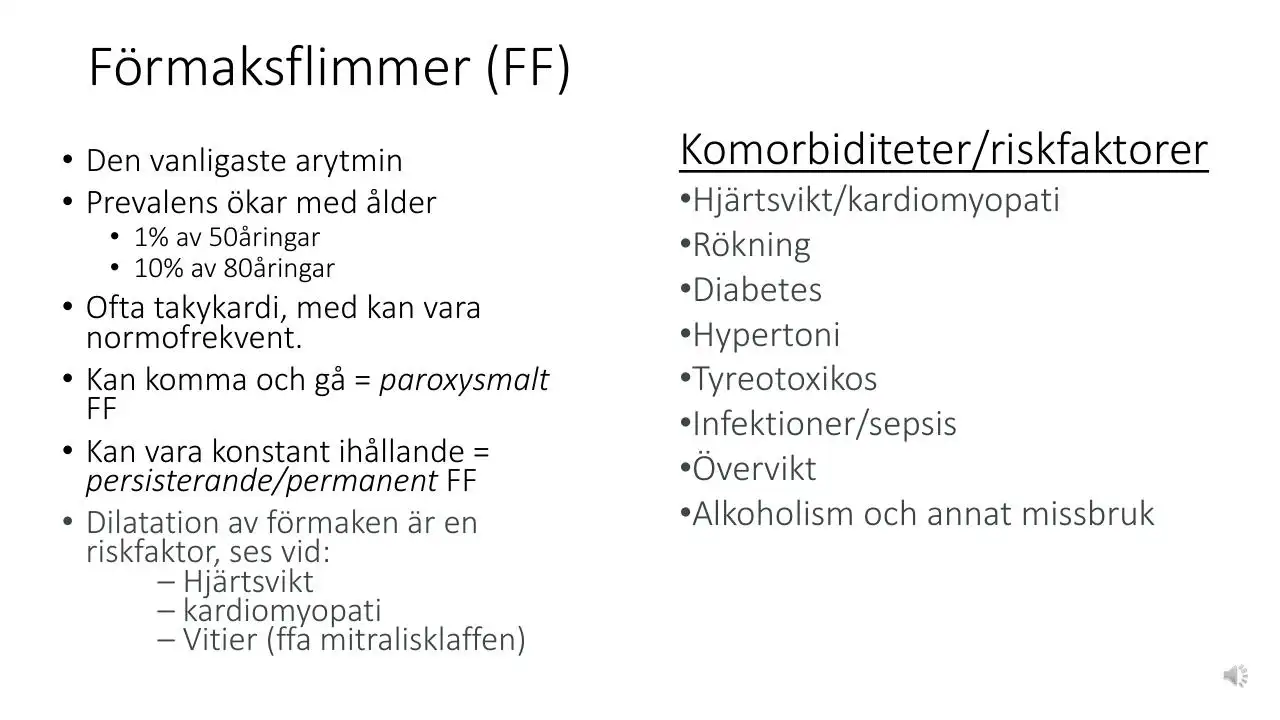 Förmaksflimmer (FF)
• Den vanligaste arytmin
• Prevalens ökar med ålder
• 1% av 50åringar
• 10% av 80åringar
• Ofta takykardi, med kan vara
normofrekvent.
• Kan komma och gå = paroxysmalt
FF
• Kan vara konstant ihållande =
persisterande/permanent FF
• Dilatation av förmaken är en
riskfaktor, ses vid:
– Hjärtsvikt
– kardiomyopati
– Vitier (ffa mitralisklaffen)
Komorbiditeter/riskfaktorer
•Hjärtsvikt/kardiomyopati
•Rökning
•Diabetes
•Hypertoni
•Tyreotoxikos
•Infektioner/sepsis
•Övervikt
•Alkoholism och annat missbruk